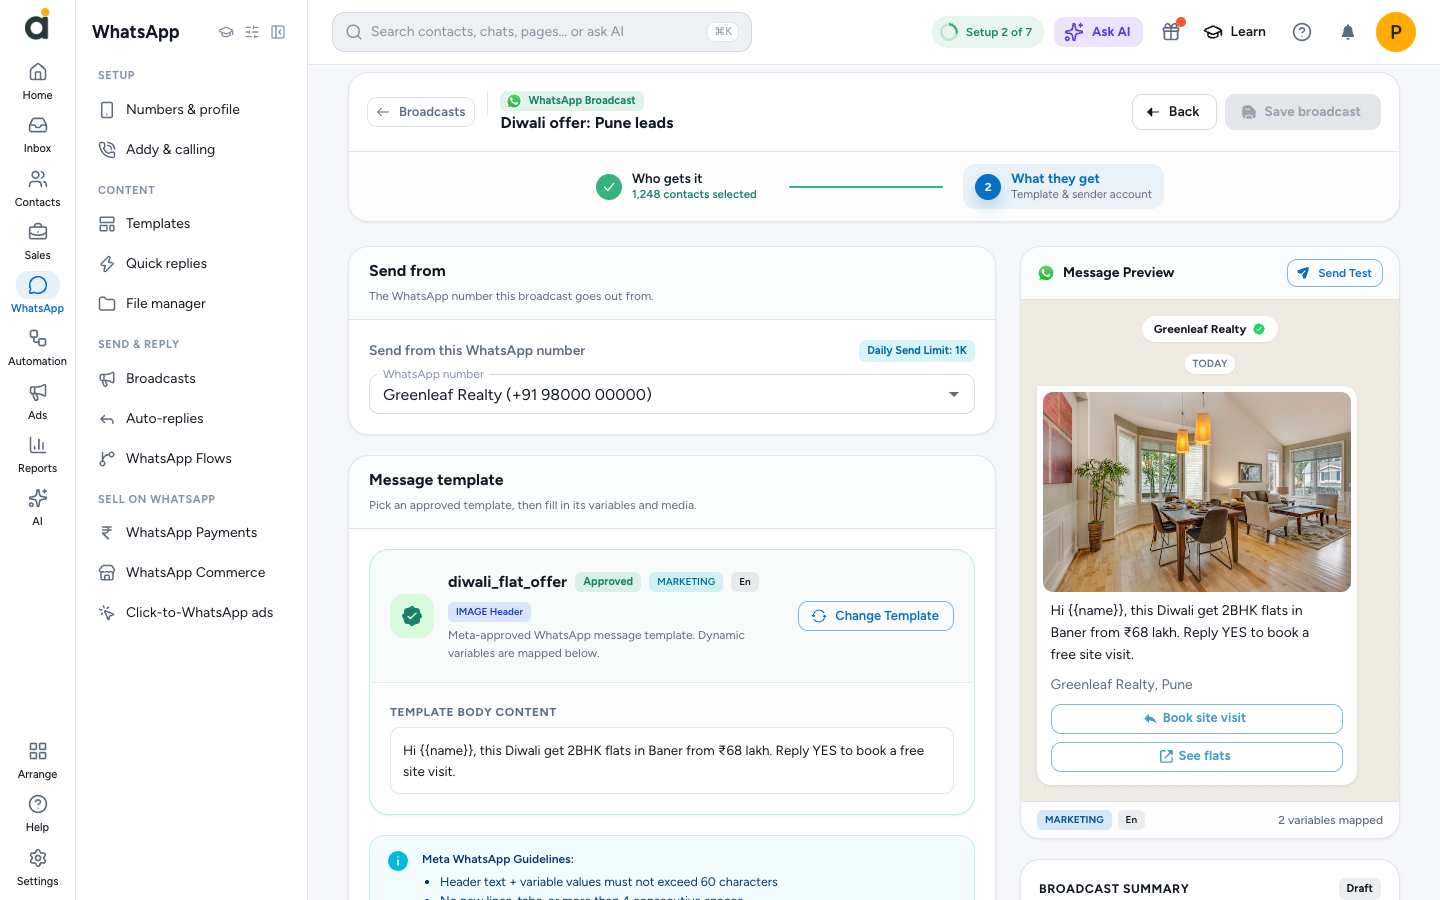 WhatsApp
Search contacts, chats, pages... or ask AI
⌘K
Setup 2 of 7
Ask AI
Learn
P
Home
Inbox
Contacts
Sales
WhatsApp
Automation
Ads
Reports
AI
Arrange
Help
Settings
SETUP
Numbers & profile
Addy & calling
CONTENT
Templates
Quick replies
File manager
SEND & REPLY
Broadcasts
Auto-replies
WhatsApp Flows
SELL ON WHATSAPP
WhatsApp Payments
WhatsApp Commerce
Click-to-WhatsApp ads
Broadcasts
WhatsApp Broadcast
Diwali offer: Pune leads
Back
Save broadcast
Who gets it
1,248 contacts selected
2
What they get
Template & sender account
Send from
The WhatsApp number this broadcast goes out from.
Send from this WhatsApp number
Daily Send Limit: 1K
WhatsApp number
Greenleaf Realty (+91 98000 00000)
Message template
Pick an approved template, then fill in its variables and media.
diwali_flat_offer
Approved
MARKETING
En
IMAGE Header
Meta-approved WhatsApp message template. Dynamic
variables are mapped below.
Change Template
TEMPLATE BODY CONTENT
Hi {{name}}, this Diwali get 2BHK flats in Baner from ₹68 lakh. Reply YES to book a free
site visit.
Meta WhatsApp Guidelines:
• Header text + variable values must not exceed 60 characters
• No new lines, tabs, or more than 4 consecutive spaces
Message Preview
Send Test
Greenleaf Realty
TODAY
Hi {{name}}, this Diwali get 2BHK flats in
Baner from ₹68 lakh. Reply YES to book a
free site visit.
Greenleaf Realty, Pune
Book site visit
See flats
MARKETING
En
2 variables mapped
BROADCAST SUMMARY
Draft